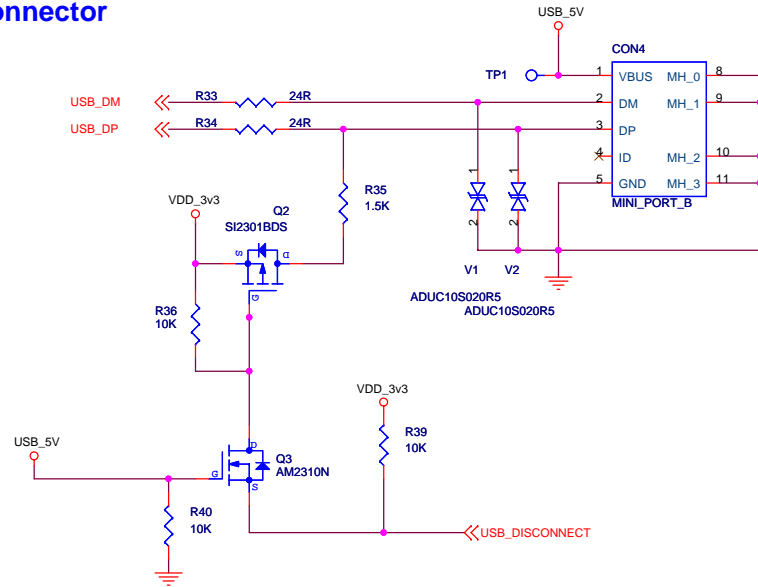 onnector
USB_5V
CON4
TP1
1 VBUS MH_0 8
USB_DM R33 24R 2 DM MH_1 9
USB_DP R34 24R 3 DP
4 ID MH_2 10
5 GND MH_3 11
MINI_PORT_B
1 1
2 2
R35
1.5K
VDD_3v3
Q2
SI2301BDS
S D
G
V1 V2
ADUC10S020R5
ADUC10S020R5
R36
10K
VDD_3v3
R39
10K
USB_5V
D
G
S
Q3
AM2310N
R40
10K
USB_DISCONNECT